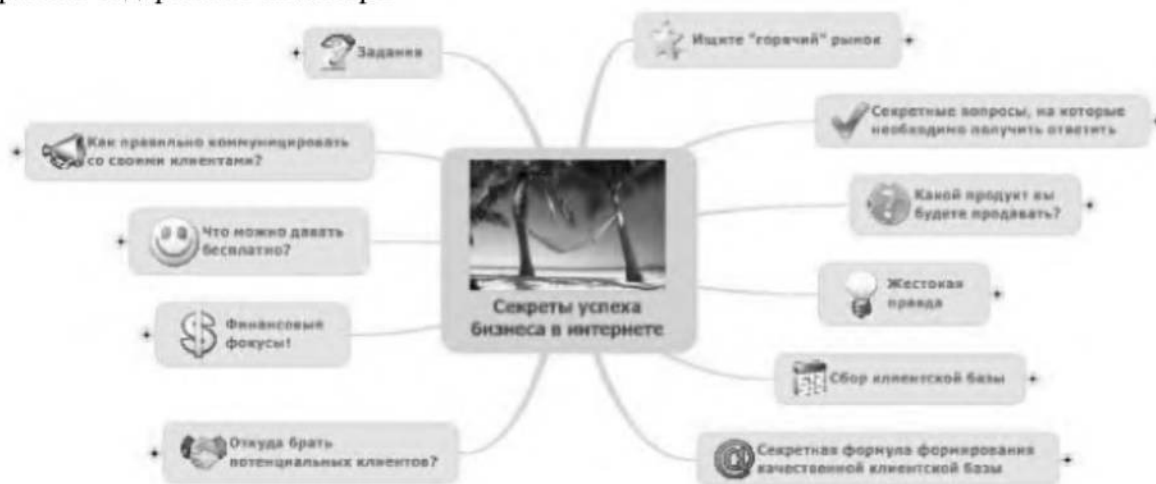 Секреты успеха
бизнеса в интернете
Ищите "горячий" рынок
Секретные вопросы, на которые
необходимо получить ответить
Какой продукт вы
будете продавать?
Жестокая
правда
Сбор клиентской базы
Секретная формула формирования
качественной клиентской базы
Откуда брать
потенциальных клиентов?
Финансовые
фокусы!
Что можно давать
бесплатно?
Как правильно коммуницировать
со своими клиентами?
Задания